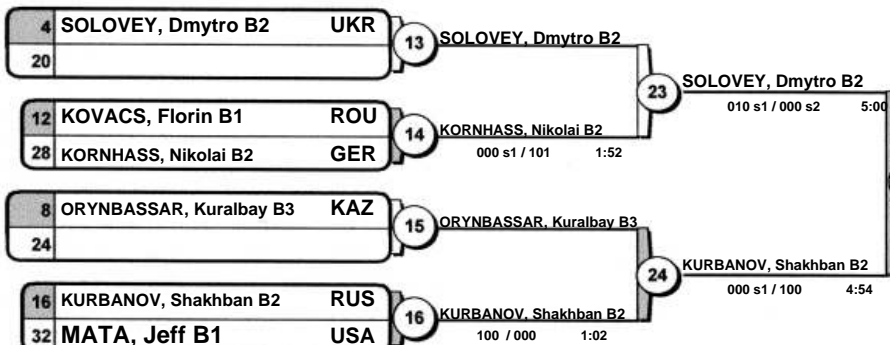 4 SOLOVEY, Dmytro B2 UKR
20
13
SOLOVEY, Dmytro B2
12 KOVACS, Florin B1 ROU
28 KORNHASS, Nikolai B2 GER
14
KORNHASS, Nikolai B2
000 s1 / 101 1:52
23
SOLOVEY, Dmytro B2
010 s1 / 000 s2 5:00
8 ORYNBASSAR, Kuralbay B3 KAZ
24
15
ORYNBASSAR, Kuralbay B3
16 KURBANOV, Shakhban B2 RUS
32 MATA, Jeff B1 USA
16
KURBANOV, Shakhban B2
100 / 000 1:02
24
KURBANOV, Shakhban B2
000 s1 / 100 4:54